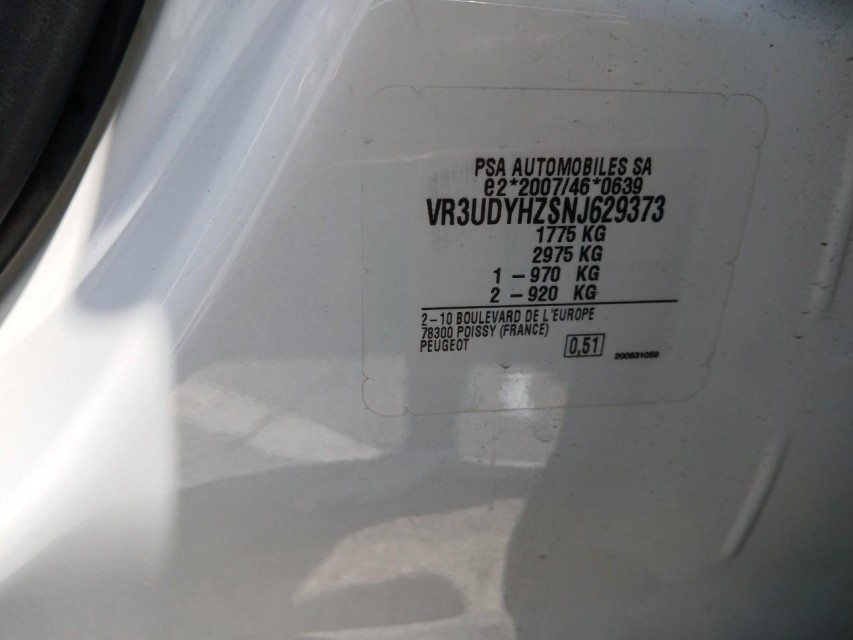 PSA AUTOMOBILES SA
e2*2007/46*0639
VR3UDYHZSNJ629373
1775 KG
2975 KG
1 – 970 KG
2 – 920 KG
2 – 10 BOULEVARD DE L'EUROPE
78300 POISSY (FRANCE)
PEUGEOT
0,51
200631059